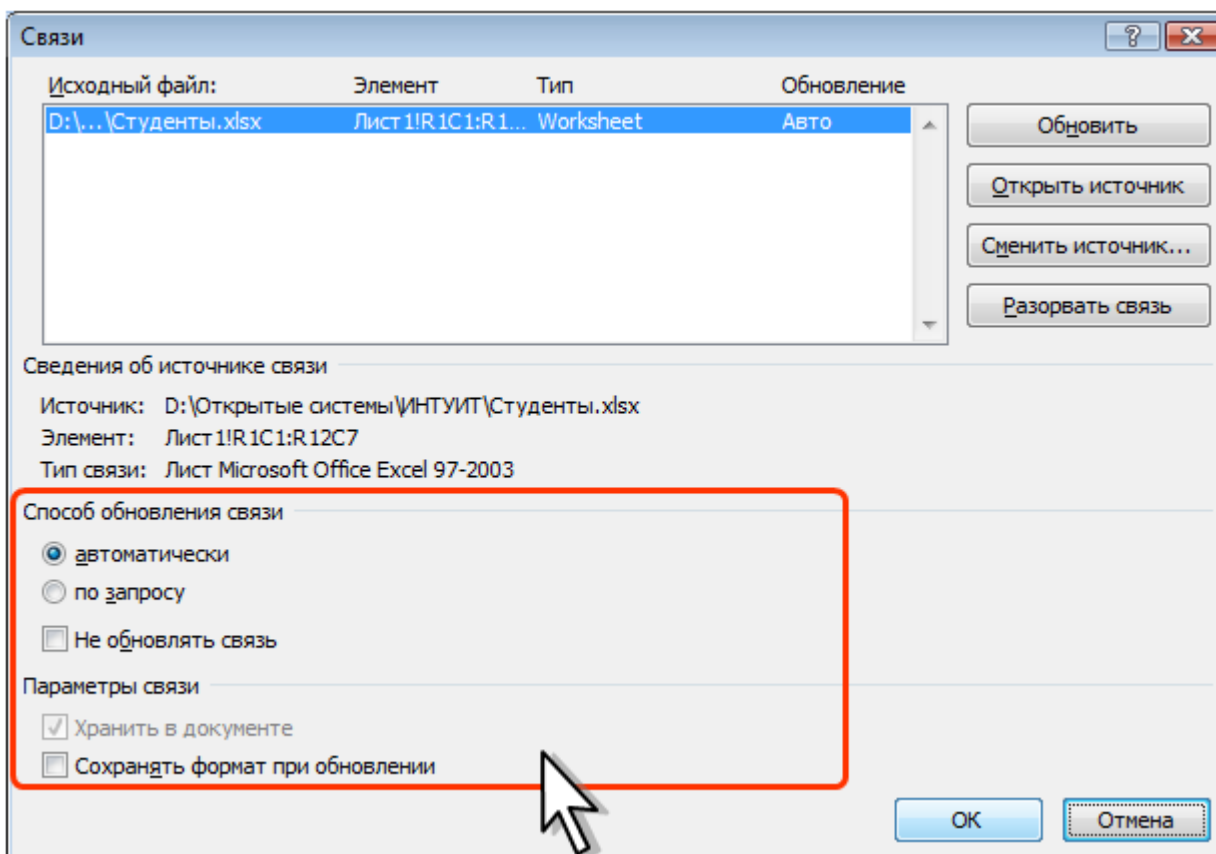 Связи
Исходный файл: Элемент Тип Обновление
D:\...\Студенты.xlsx Лист1!R1C1:R1... Worksheet Авто
Обновить
Открыть источник
Сменить источник...
Разорвать связь
Сведения об источнике связи
Источник: D:\Открытые системы\ИНТУИТ\Студенты.xlsx
Элемент: Лист1!R1C1:R12C7
Тип связи: Лист Microsoft Office Excel 97-2003
Способ обновления связи
автоматически
по запросу
Не обновлять связь
Параметры связи
Хранить в документе
Сохранять формат при обновлении
ОК Отмена